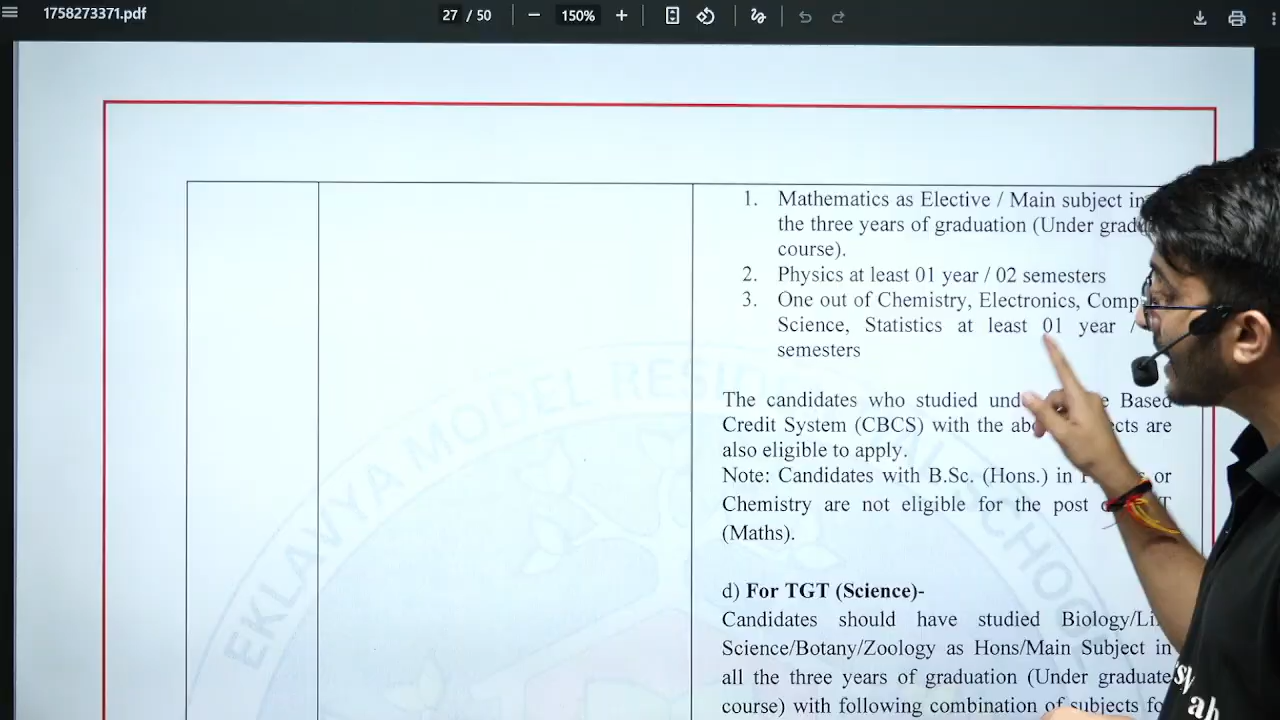 1758273371.pdf
27 / 50
150%
1. Mathematics as Elective / Main subject in
the three years of graduation (Under
course).
2. Physics at least 01 year / 02 semesters
3. One out of Chemistry, Electronics,
Science, Statistics at least 01 year /
semesters
The candidates who studied Based
Credit System (CBCS) with the are
also eligible to apply.
Note: Candidates with B.Sc. (Hons.) in or
Chemistry are not eligible for the post
(Maths).
d) For TGT (Science)-
Candidates should have studied
Science/Botany/Zoology as Hons/Main Subject in
all the three years of graduation (Under graduate
course) with following combination of subjects
EKLAVYA MODEL SCHOOL